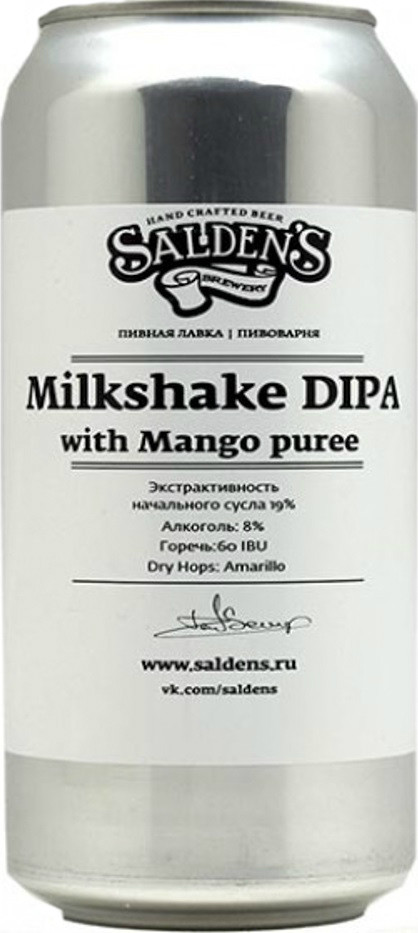 HAND CRAFTED BEER
SALDEN'S
BREWERY
ПИВНАЯ ЛАВКА | ПИВОВАРНЯ
Milkshake DIPA
with Mango puree
Экстрактивность
начального сусла 19%
Алкоголь: 8%
Горечь:60 IBU
Dry Hops: Amarillo
www.saldens.ru
vk.com/saldens